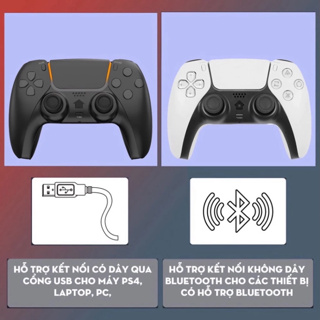 HỖ TRỢ KẾT NỐI CÓ DÂY QUA
CỔNG USB CHO MÁY PS4,
LAPTOP, PC,
HỖ TRỢ KẾT NỐI KHÔNG DÂY
BLUETOOTH CHO CÁC THIẾT BỊ
CÓ HỖ TRỢ BLUETOOTH